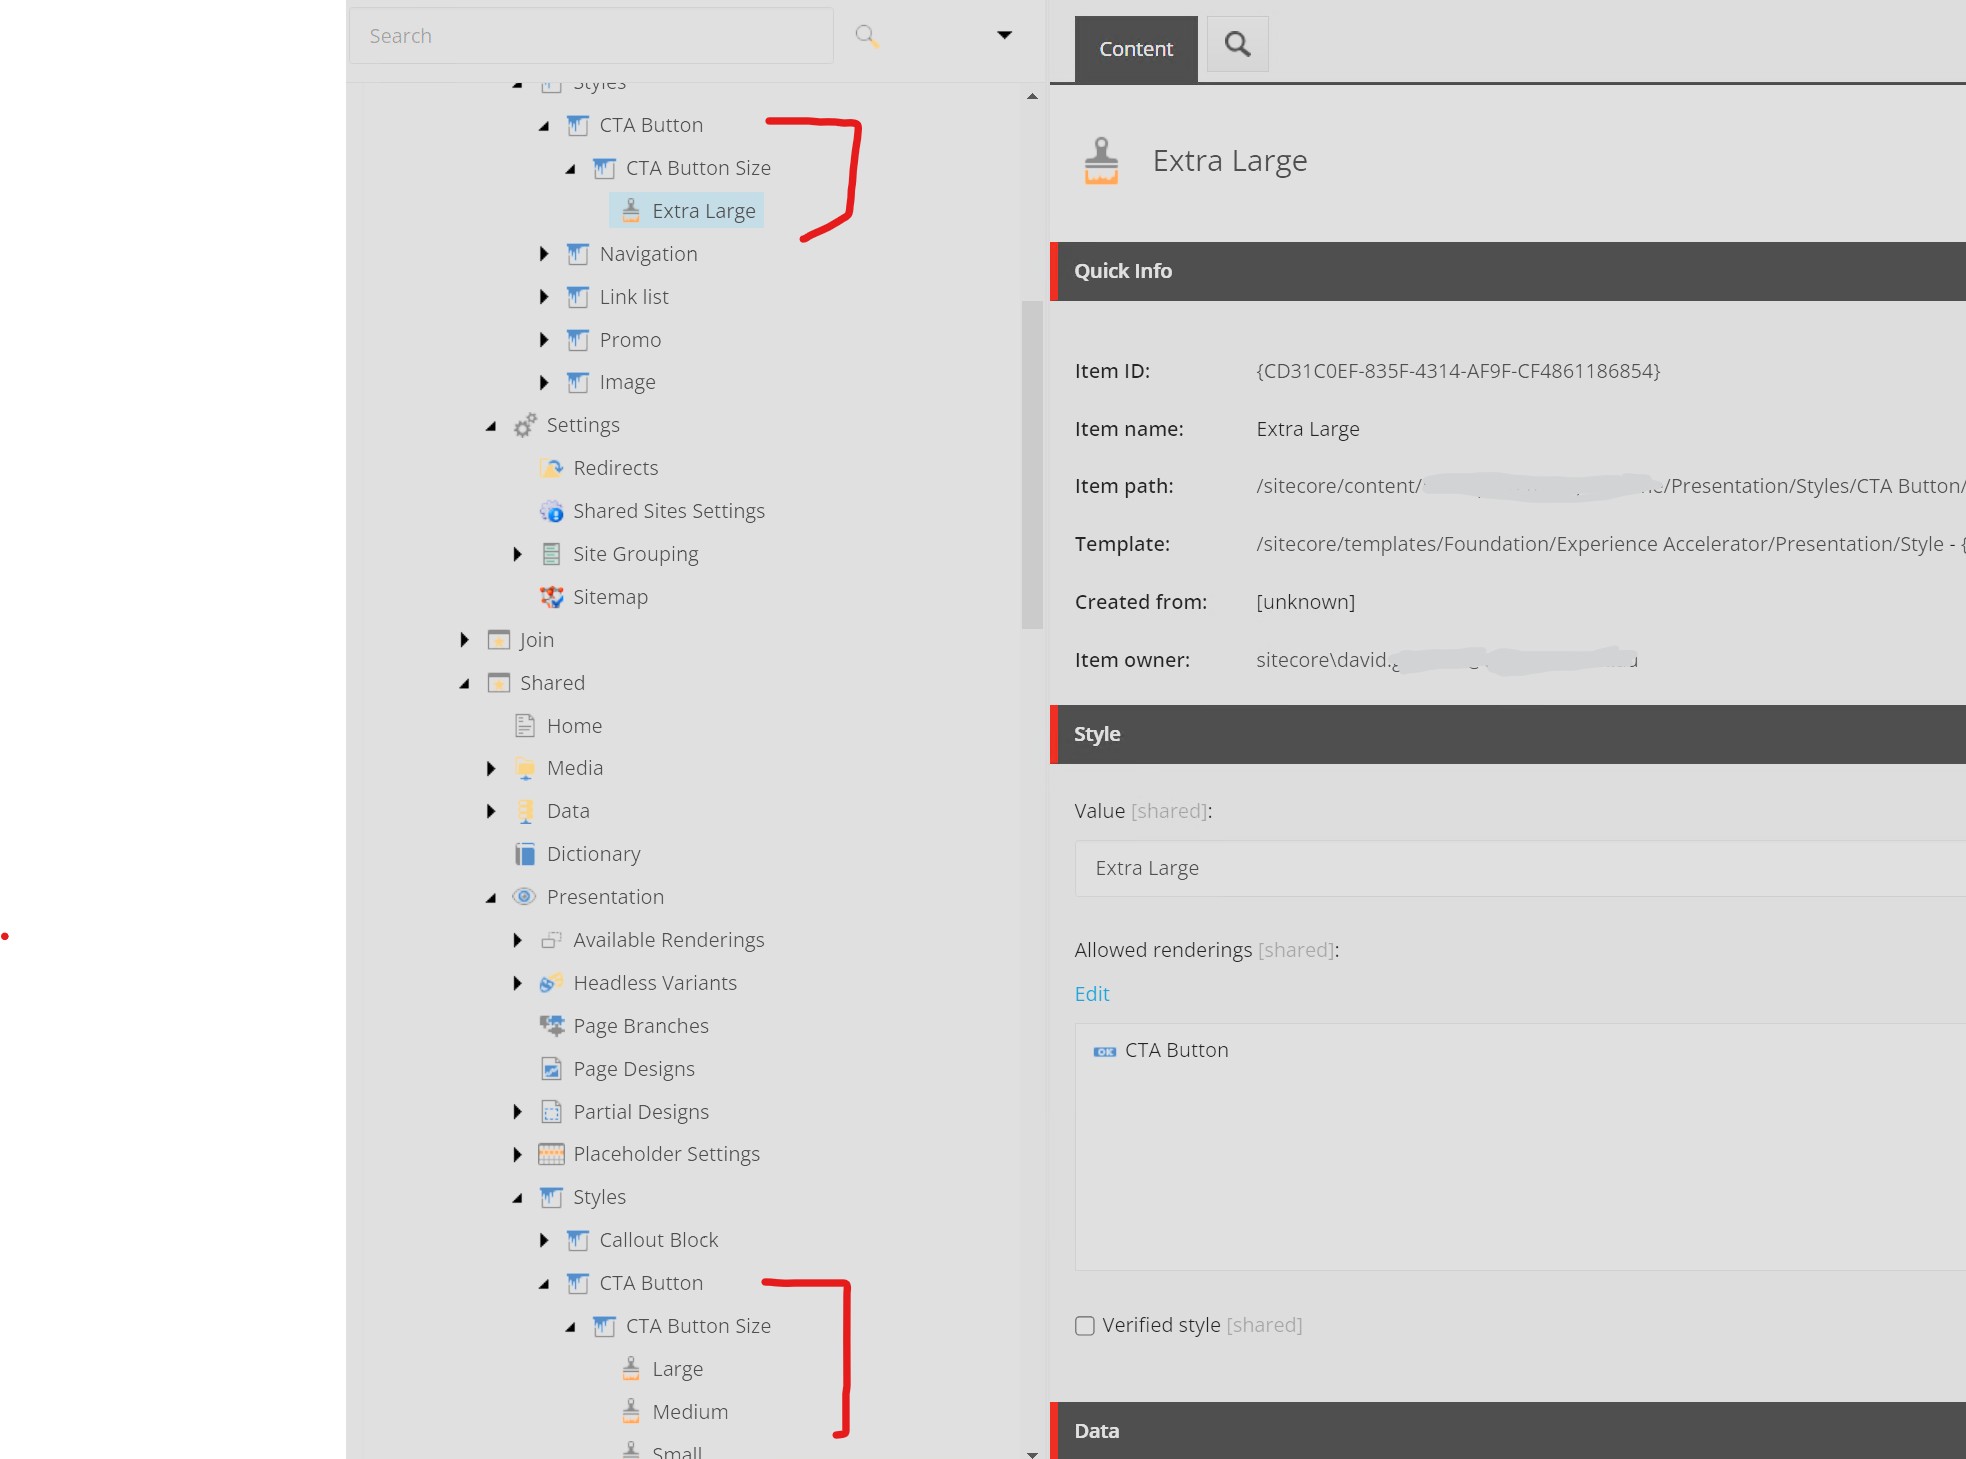 Search
Styles
CTA Button
CTA Button Size
Extra Large
Navigation
Link list
Promo
Image
Settings
Redirects
Shared Sites Settings
Site Grouping
Sitemap
Join
Shared
Home
Media
Data
Dictionary
Presentation
Available Renderings
Headless Variants
Page Branches
Page Designs
Partial Designs
Placeholder Settings
Styles
Callout Block
CTA Button
CTA Button Size
Large
Medium
Small
Content
Extra Large
Quick Info
Item ID: {CD31C0EF-835F-4314-AF9F-CF4861186854}
Item name: Extra Large
Item path: /sitecore/content/ /Presentation/Styles/CTA Button/
Template: /sitecore/templates/Foundation/Experience Accelerator/Presentation/Style - {
Created from: [unknown]
Item owner: sitecore\david.
Style
Value [shared]:
Extra Large
Allowed renderings [shared]:
Edit
OK CTA Button
Verified style [shared]
Data